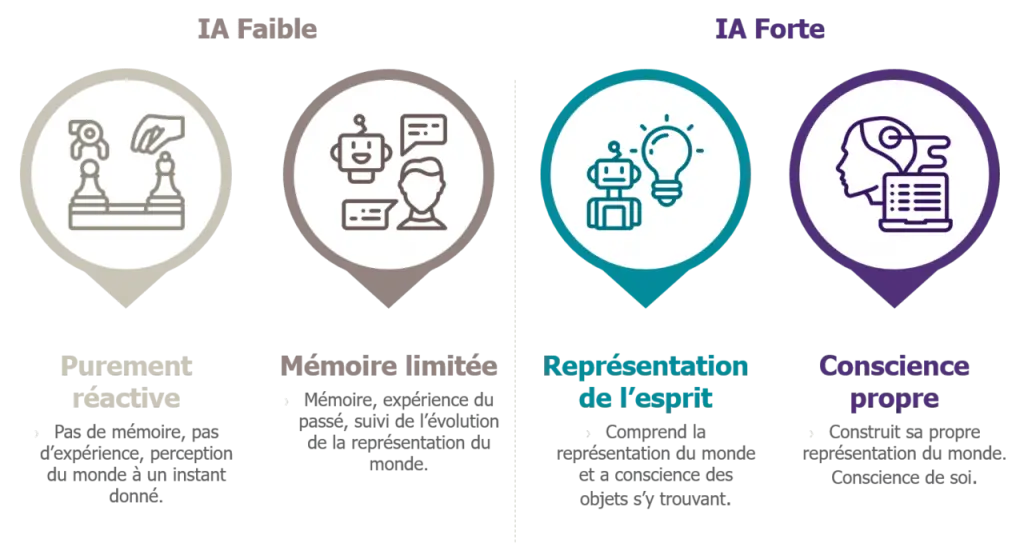 IA Faible
IA Forte
Purement
réactive
› Pas de mémoire, pas
d’expérience, perception
du monde à un instant
donné.
Mémoire limitée
› Mémoire, expérience du
passé, suivi de l’évolution
de la représentation du
monde.
Représentation
de l’esprit
› Comprend la
représentation du monde
et a conscience des
objets s’y trouvant.
Conscience
propre
› Construit sa propre
représentation du monde.
Conscience de soi.